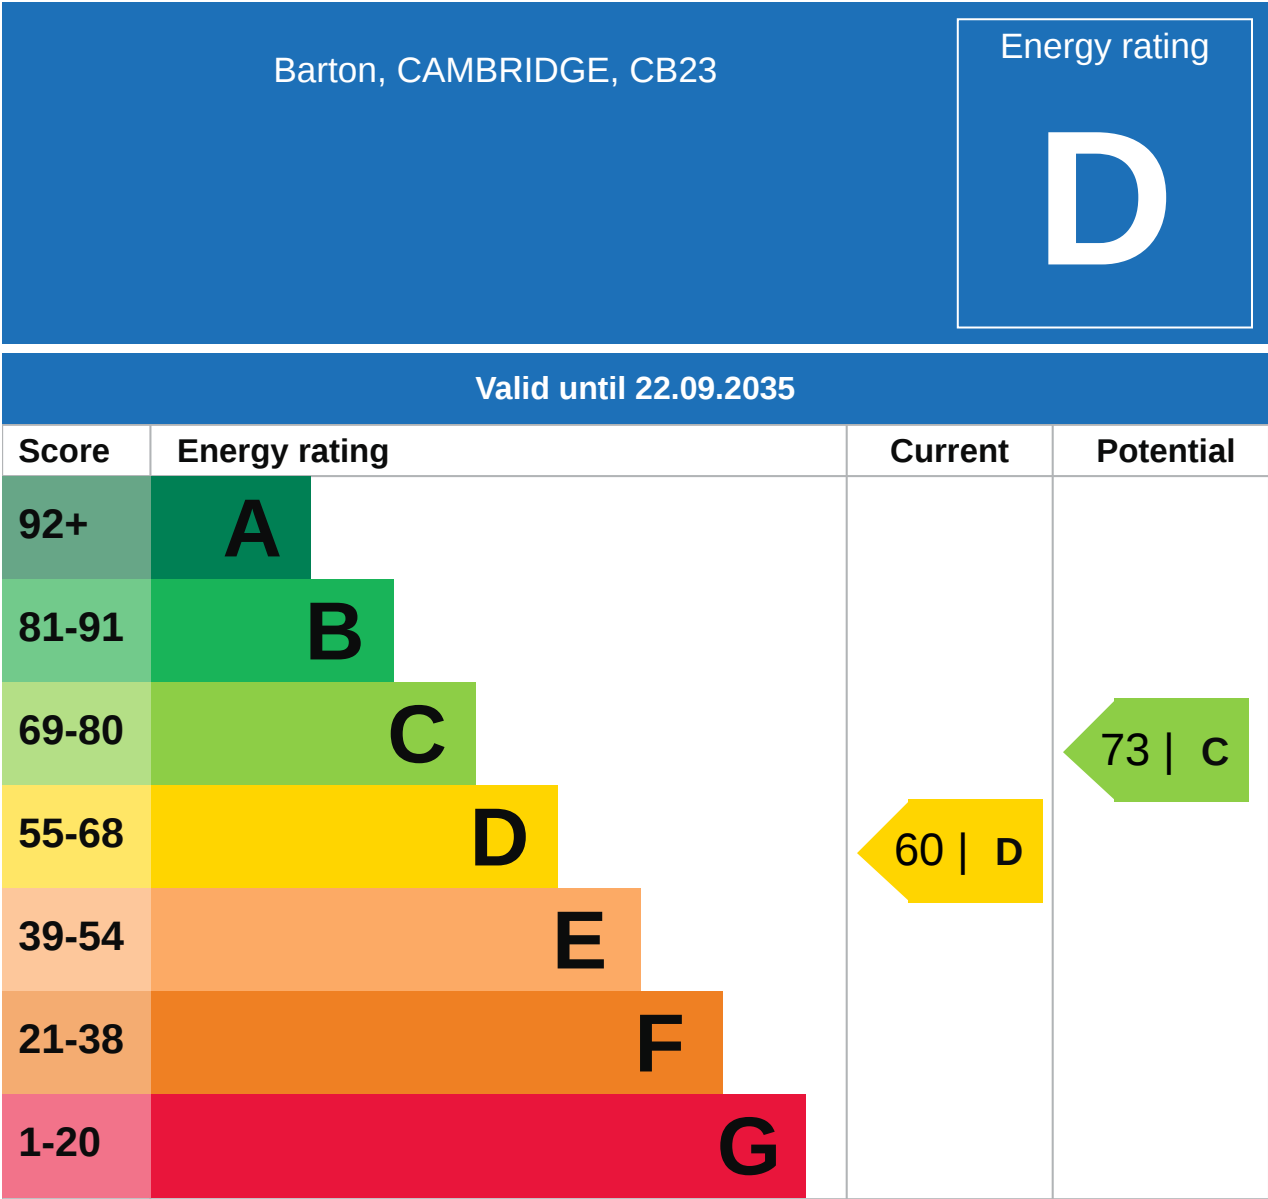 Barton, CAMBRIDGE, CB23
Energy rating
D
Valid until 22.09.2035
Score Energy rating Current Potential
92+ A
81-91 B
69-80 C
73 | C
55-68 D
60 | D
39-54 E
21-38 F
1-20 G